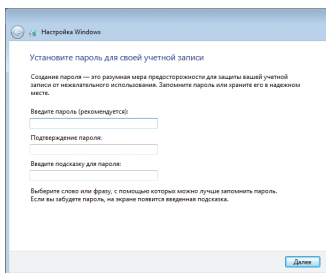 Настройка Windows
Установите пароль для своей учетной записи
Создание пароля — это разумная мера предосторожности для защиты вашей учетной
записи от нежелательного использования. Запомните пароль или храните его в надежном
месте.
Введите пароль (рекомендуется):
Подтверждение пароля:
Введите подсказку для пароля:
Выберите слово или фразу, с помощью которых можно лучше запомнить пароль.
Если вы забудете пароль, на экране появится введенная подсказка.
Далее